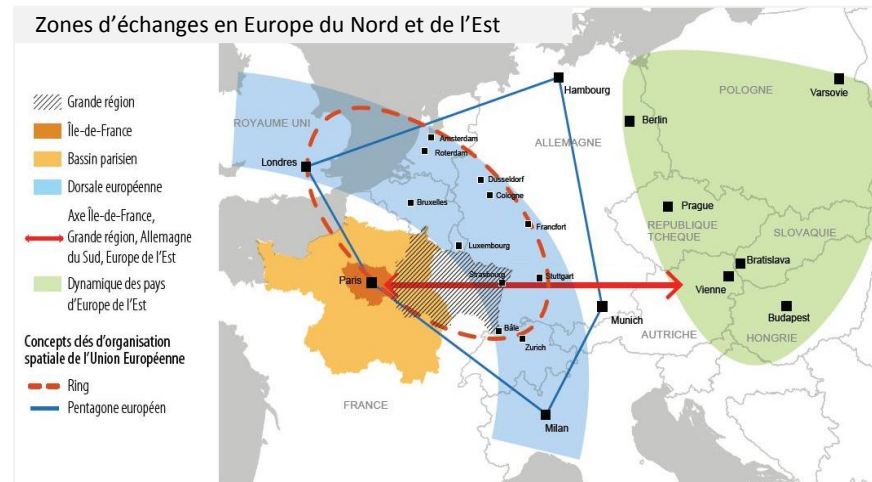 Zones d’échanges en Europe du Nord et de l’Est
Grande région
Île-de-France
Bassin parisien
Dorsale européenne
Axe Île-de-France,
Grande région, Allemagne
du Sud, Europe de l’Est
Dynamique des pays
d’Europe de l’Est
Concepts clés d’organisation
spatiale de l’Union Européenne
Ring
Pentagone européen
Hambourg
POLOGNE
Varsovie
ROYAUME UNI
Berlin
Amsterdam
ALLEMAGNE
Roterdam
Londres
Düsseldorf
Cologne
Bruxelles
Prague
Francfort
REPUBLIQUE
TCHEQUE
SLOVAQUIE
Luxembourg
Bratislava
Strasbourg
Stuttgart
Paris
Vienne
Munich
Budapest
Bâle
AUTRICHE
HONGRIE
Zurich
FRANCE
Milan